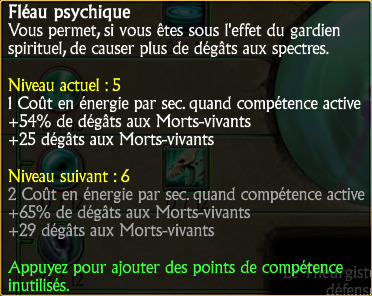 Fléau psychique
Vous permet, si vous êtes sous l'effet du gardien
spirituel, de causer plus de dégâts aux spectres.
Niveau actuel : 5
1 Coût en énergie par sec. quand compétence active
+54% de dégâts aux Morts-vivants
+25 dégâts aux Morts-vivants
Niveau suivant : 6
2 Coût en énergie par sec. quand compétence active
+65% de dégâts aux Morts-vivants
+29 dégâts aux Morts-vivants
Appuyez pour ajouter des points de compétence
inutilisés.